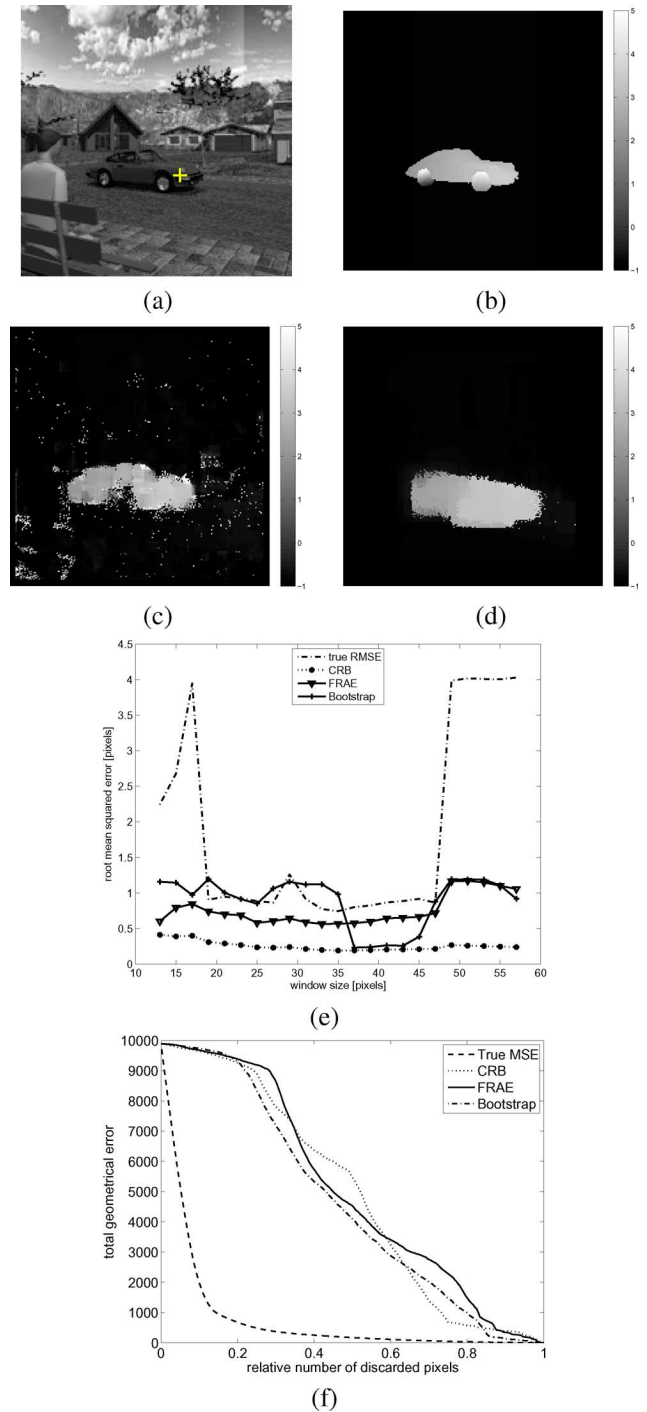 5
4
3
2
1
0
−1
(a)
(b)
5
4
3
2
1
0
−1
5
4
3
2
1
0
−1
(c)
(d)
4.5
4
3.5
3
2.5
2
1.5
1
0.5
0
root mean squared error [pixels]
true RMSE
CRB
FRAE
Bootstrap
10 15 20 25 30 35 40 45 50 55 60
window size [pixels]
(e)
10000
9000
8000
7000
6000
5000
4000
3000
2000
1000
0
total geometrical error
True MSE
CRB
FRAE
Bootstrap
0 0.2 0.4 0.6 0.8 1
relative number of discarded pixels
(f)